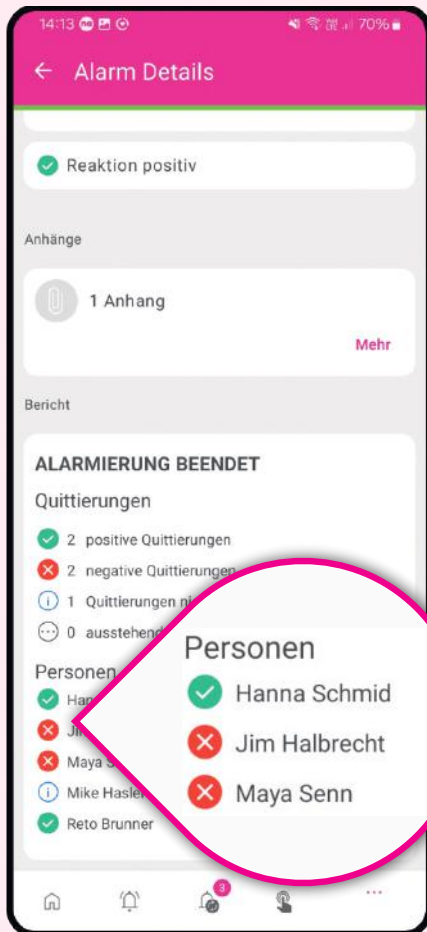 14:13
70%
Alarm Details
Reaktion positiv
Anhänge
1 Anhang
Mehr
Bericht
ALARMIERUNG BEENDET
Quittierungen
2 positive Quittierungen
2 negative Quittierungen
1 Quittierungen
0
Personen
Maya
Mike Hasler
Reto Brunner
Personen
Hanna Schmid
Jim Halbrecht
Maya Senn
3